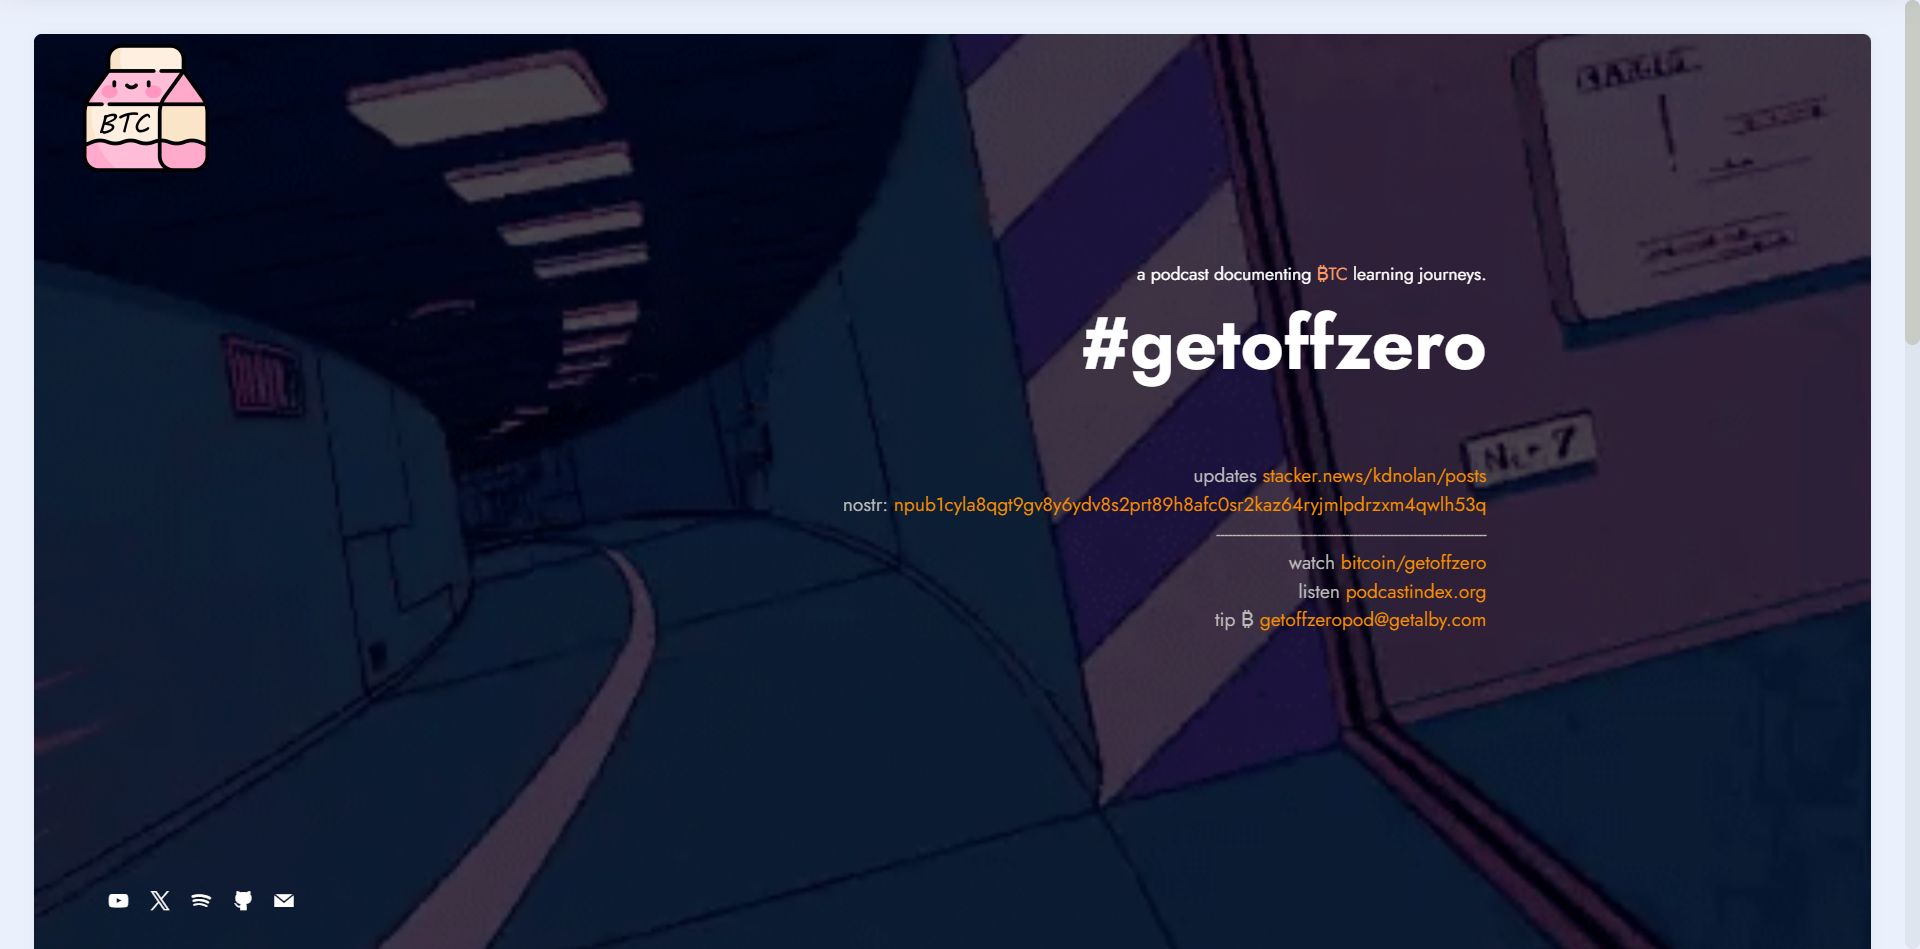 BTC
a podcast documenting ₿TC learning journeys.
#getoffzero
updates stacker.news/kdnolan/posts
nostr: npub1cyla8qgt9gv8y6ydv8s2prt89h8afc0sr2kaz64ryjmlpdrzxm4qwlh53q
watch bitcoin/getoffzero
listen podcastindex.org
tip ₿ getoffzeropod@getalby.com